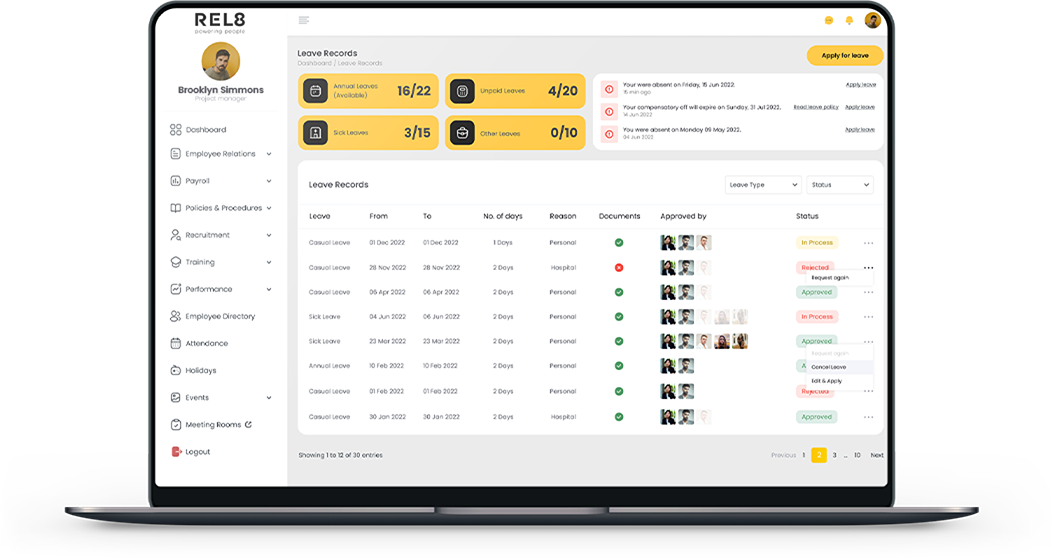 REL8
powering people
Brooklyn Simmons
Project manager
Dashboard
Employee Relations
Payroll
Policies & Procedures
Recruitment
Training
Performance
Employee Directory
Attendance
Holidays
Events
Meeting Rooms
Logout
Leave Records
Dashboard / Leave Records
Apply for leave
Annual Leaves
(Available)
16/22
Unpaid Leaves
4/20
Sick Leaves
3/15
Other Leaves
0/10
Your were absent on Friday, 15 Jun 2022. Apply leave
15 min ago
Your compensatory off will expire on Sunday, 31 Jul 2022. Read leave policy Apply leave
14 Jun 2022
You were absent on Monday 09 May 2022. Apply leave
04 Jun 2022
Leave Records
Leave Type
Status
Leave From To No. of days Reason Documents Approved by Status
Casual Leave 01 Dec 2022 01 Dec 2022 1 Days Personal In Process
Casual Leave 28 Nov 2022 28 Nov 2022 2 Days Hospital Rejected
Request again
Casual Leave 06 Apr 2022 06 Apr 2022 2 Days Personal Approved
Sick Leave 04 Jun 2022 06 Jun 2022 2 Days Personal In Process
Sick Leave 23 Mar 2022 23 Mar 2022 2 Days Personal Approved
Request again
Annual Leave 10 Feb 2022 10 Feb 2022 2 Days Personal
Cancel Leave
Edit & Apply
Casual Leave 01 Feb 2022 01 Feb 2022 2 Days Personal Rejected
Casual Leave 30 Jan 2022 30 Jan 2022 2 Days Hospital Approved
Showing 1 to 12 of 30 entries
Previous 1 2 3 ... 10 Next